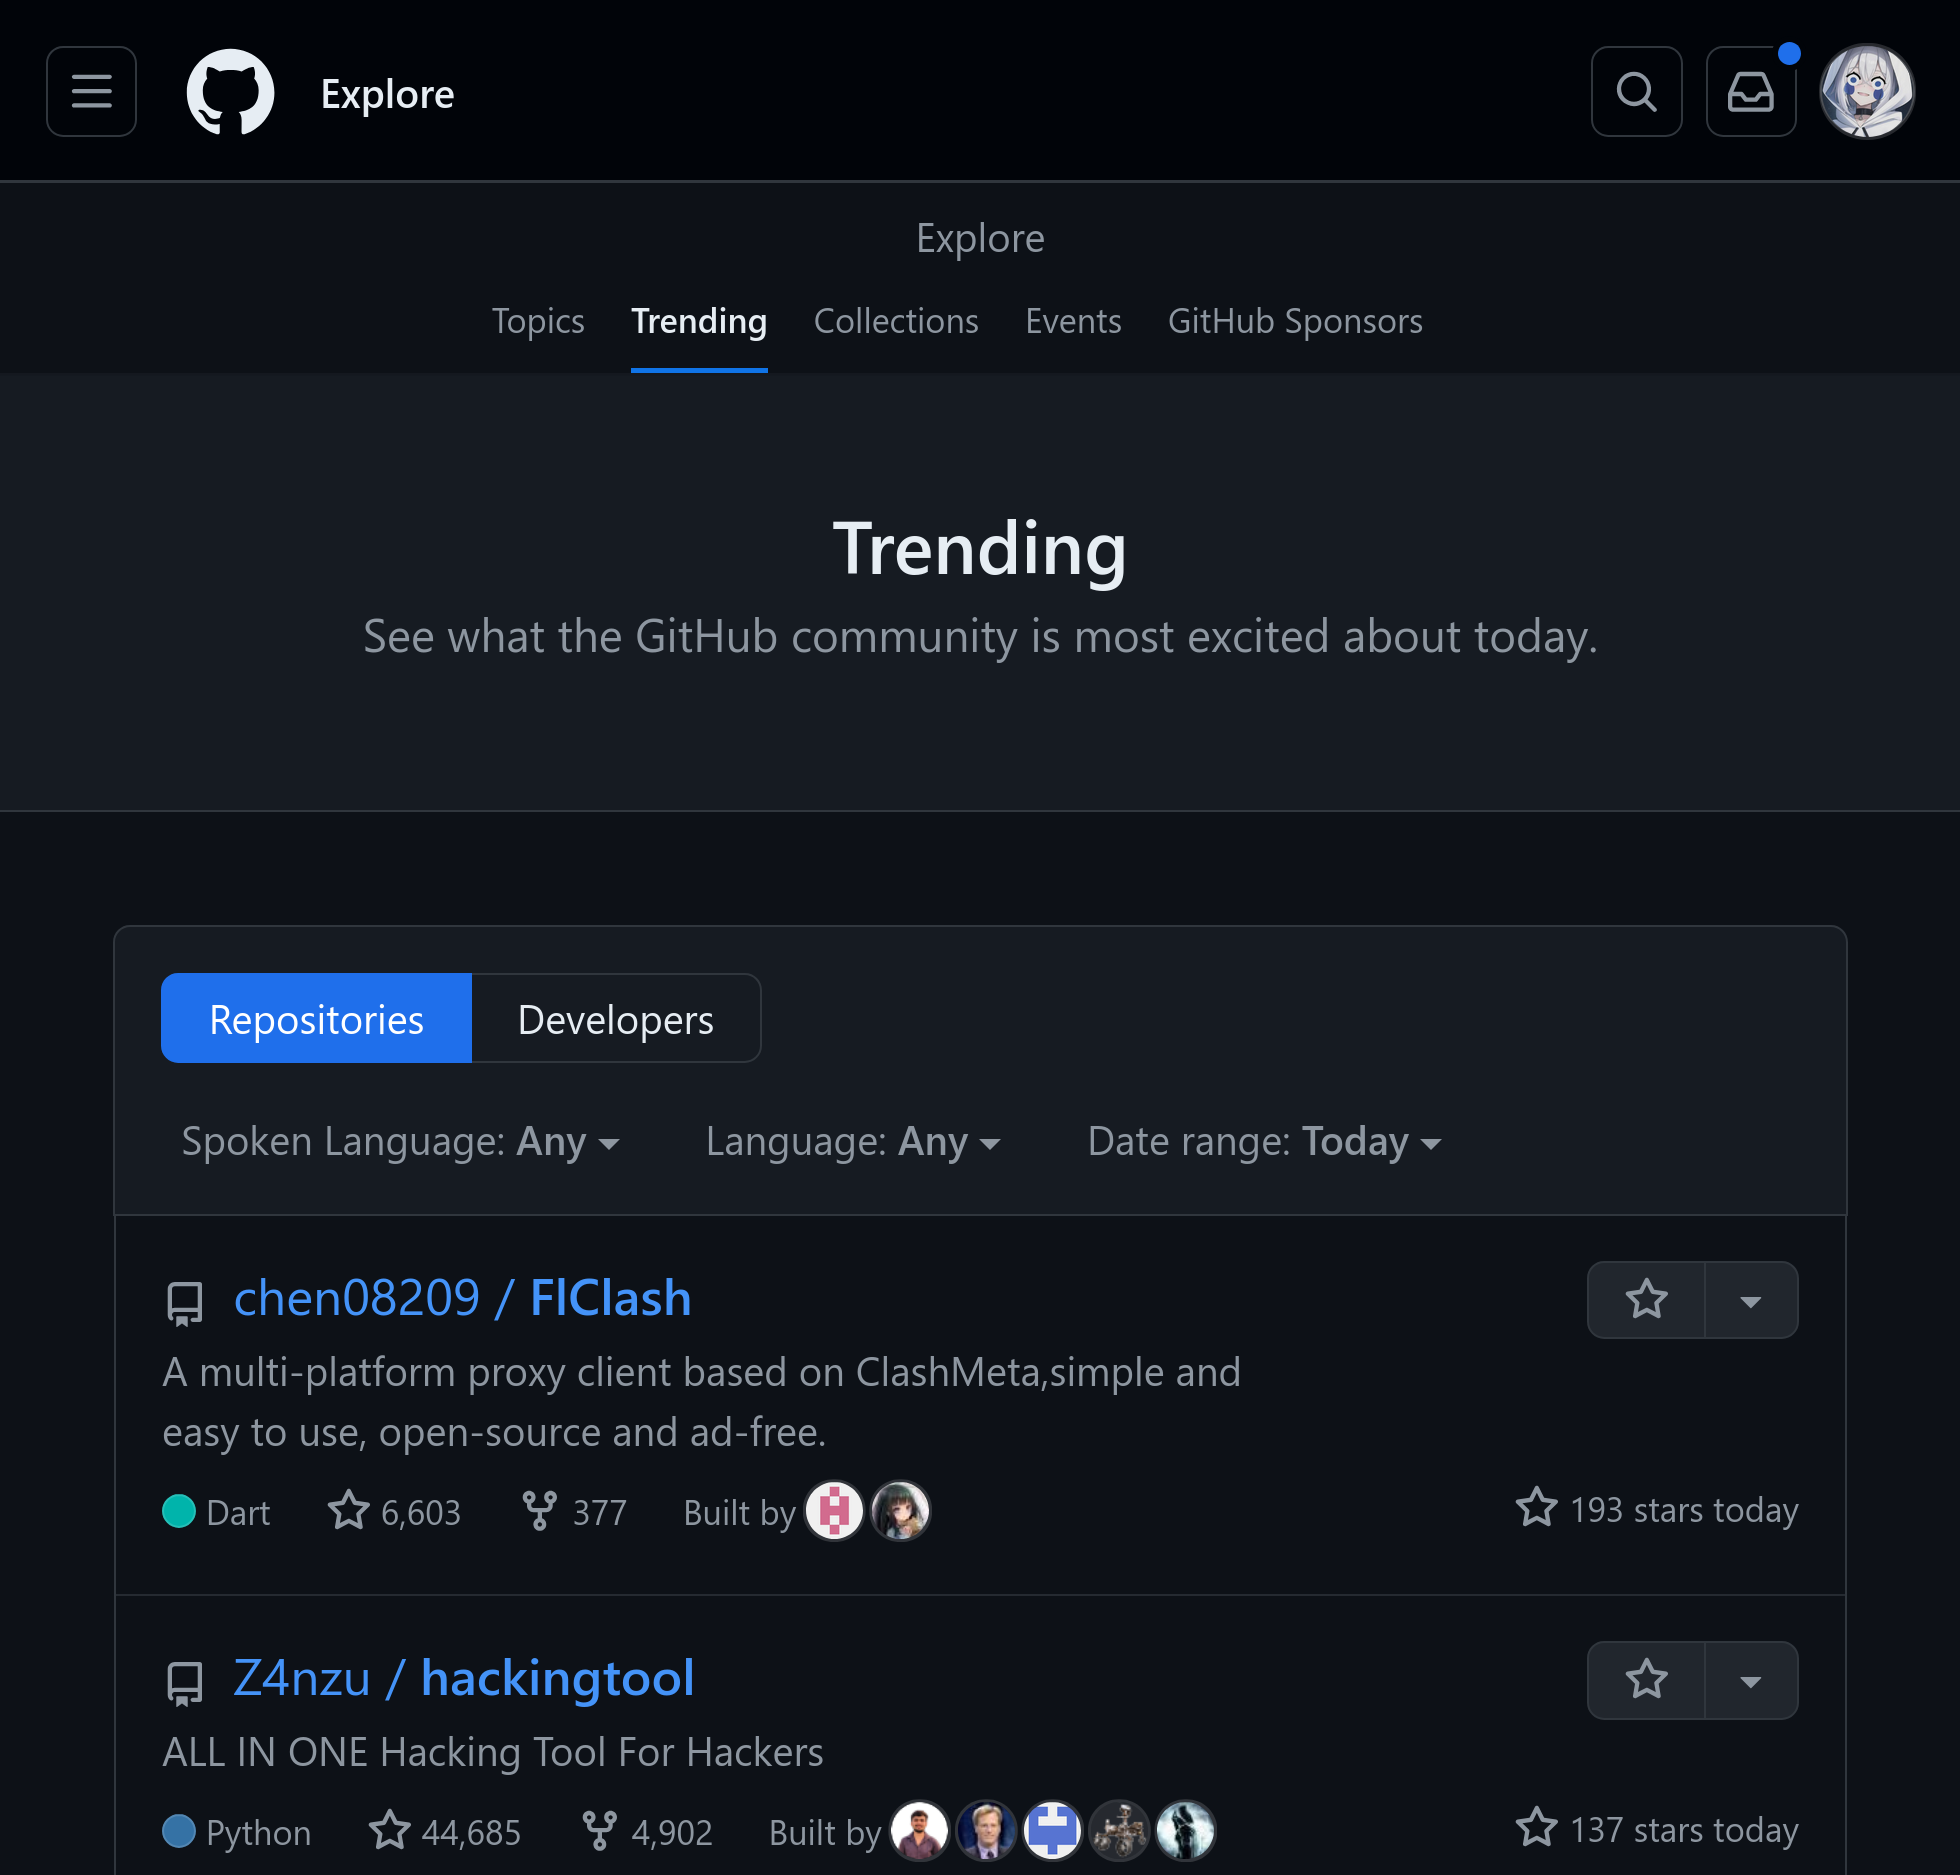 Explore
Explore
Topics Trending Collections Events GitHub Sponsors
Trending
See what the GitHub community is most excited about today.
Repositories Developers
Spoken Language: Any Language: Any Date range: Today
chen08209 / FlClash
A multi-platform proxy client based on ClashMeta,simple and
easy to use, open-source and ad-free.
Dart 6,603 377 Built by 193 stars today
Z4nzu / hackingtool
ALL IN ONE Hacking Tool For Hackers
Python 44,685 4,902 Built by 137 stars today